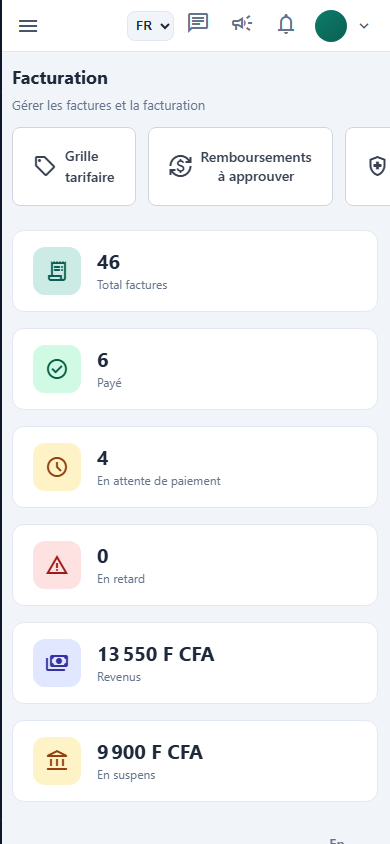 FR
Facturation
Gérer les factures et la facturation
Grille
tarifaire
Remboursements
à approuver
46
Total factures
6
Payé
4
En attente de paiement
0
En retard
13 550 F CFA
Revenus
9 900 F CFA
En suspens
En